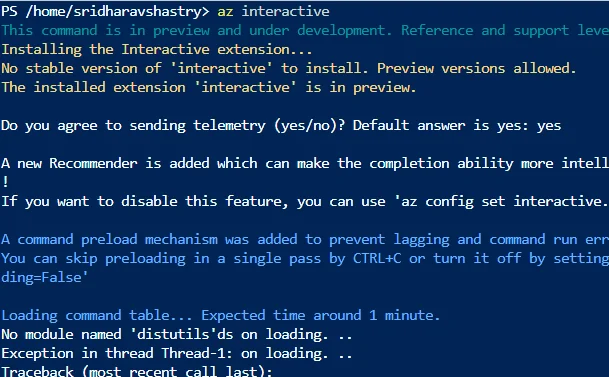 PS /home/sridharavshastry> az interactive
This command is in preview and under development. Reference and support leve
Installing the Interactive extension...
No stable version of 'interactive' to install. Preview versions allowed.
The installed extension 'interactive' is in preview.
Do you agree to sending telemetry (yes/no)? Default answer is yes: yes
A new Recommender is added which can make the completion ability more intell
!
If you want to disable this feature, you can use 'az config set interactive.
A command preload mechanism was added to prevent lagging and command run err
You can skip preloading in a single pass by CTRL+C or turn it off by setting
ding=False'
Loading command table... Expected time around 1 minute.
No module named 'distutils'ds on loading. ..
Exception in thread Thread-1: on loading. ..
Traceback (most recent call last):